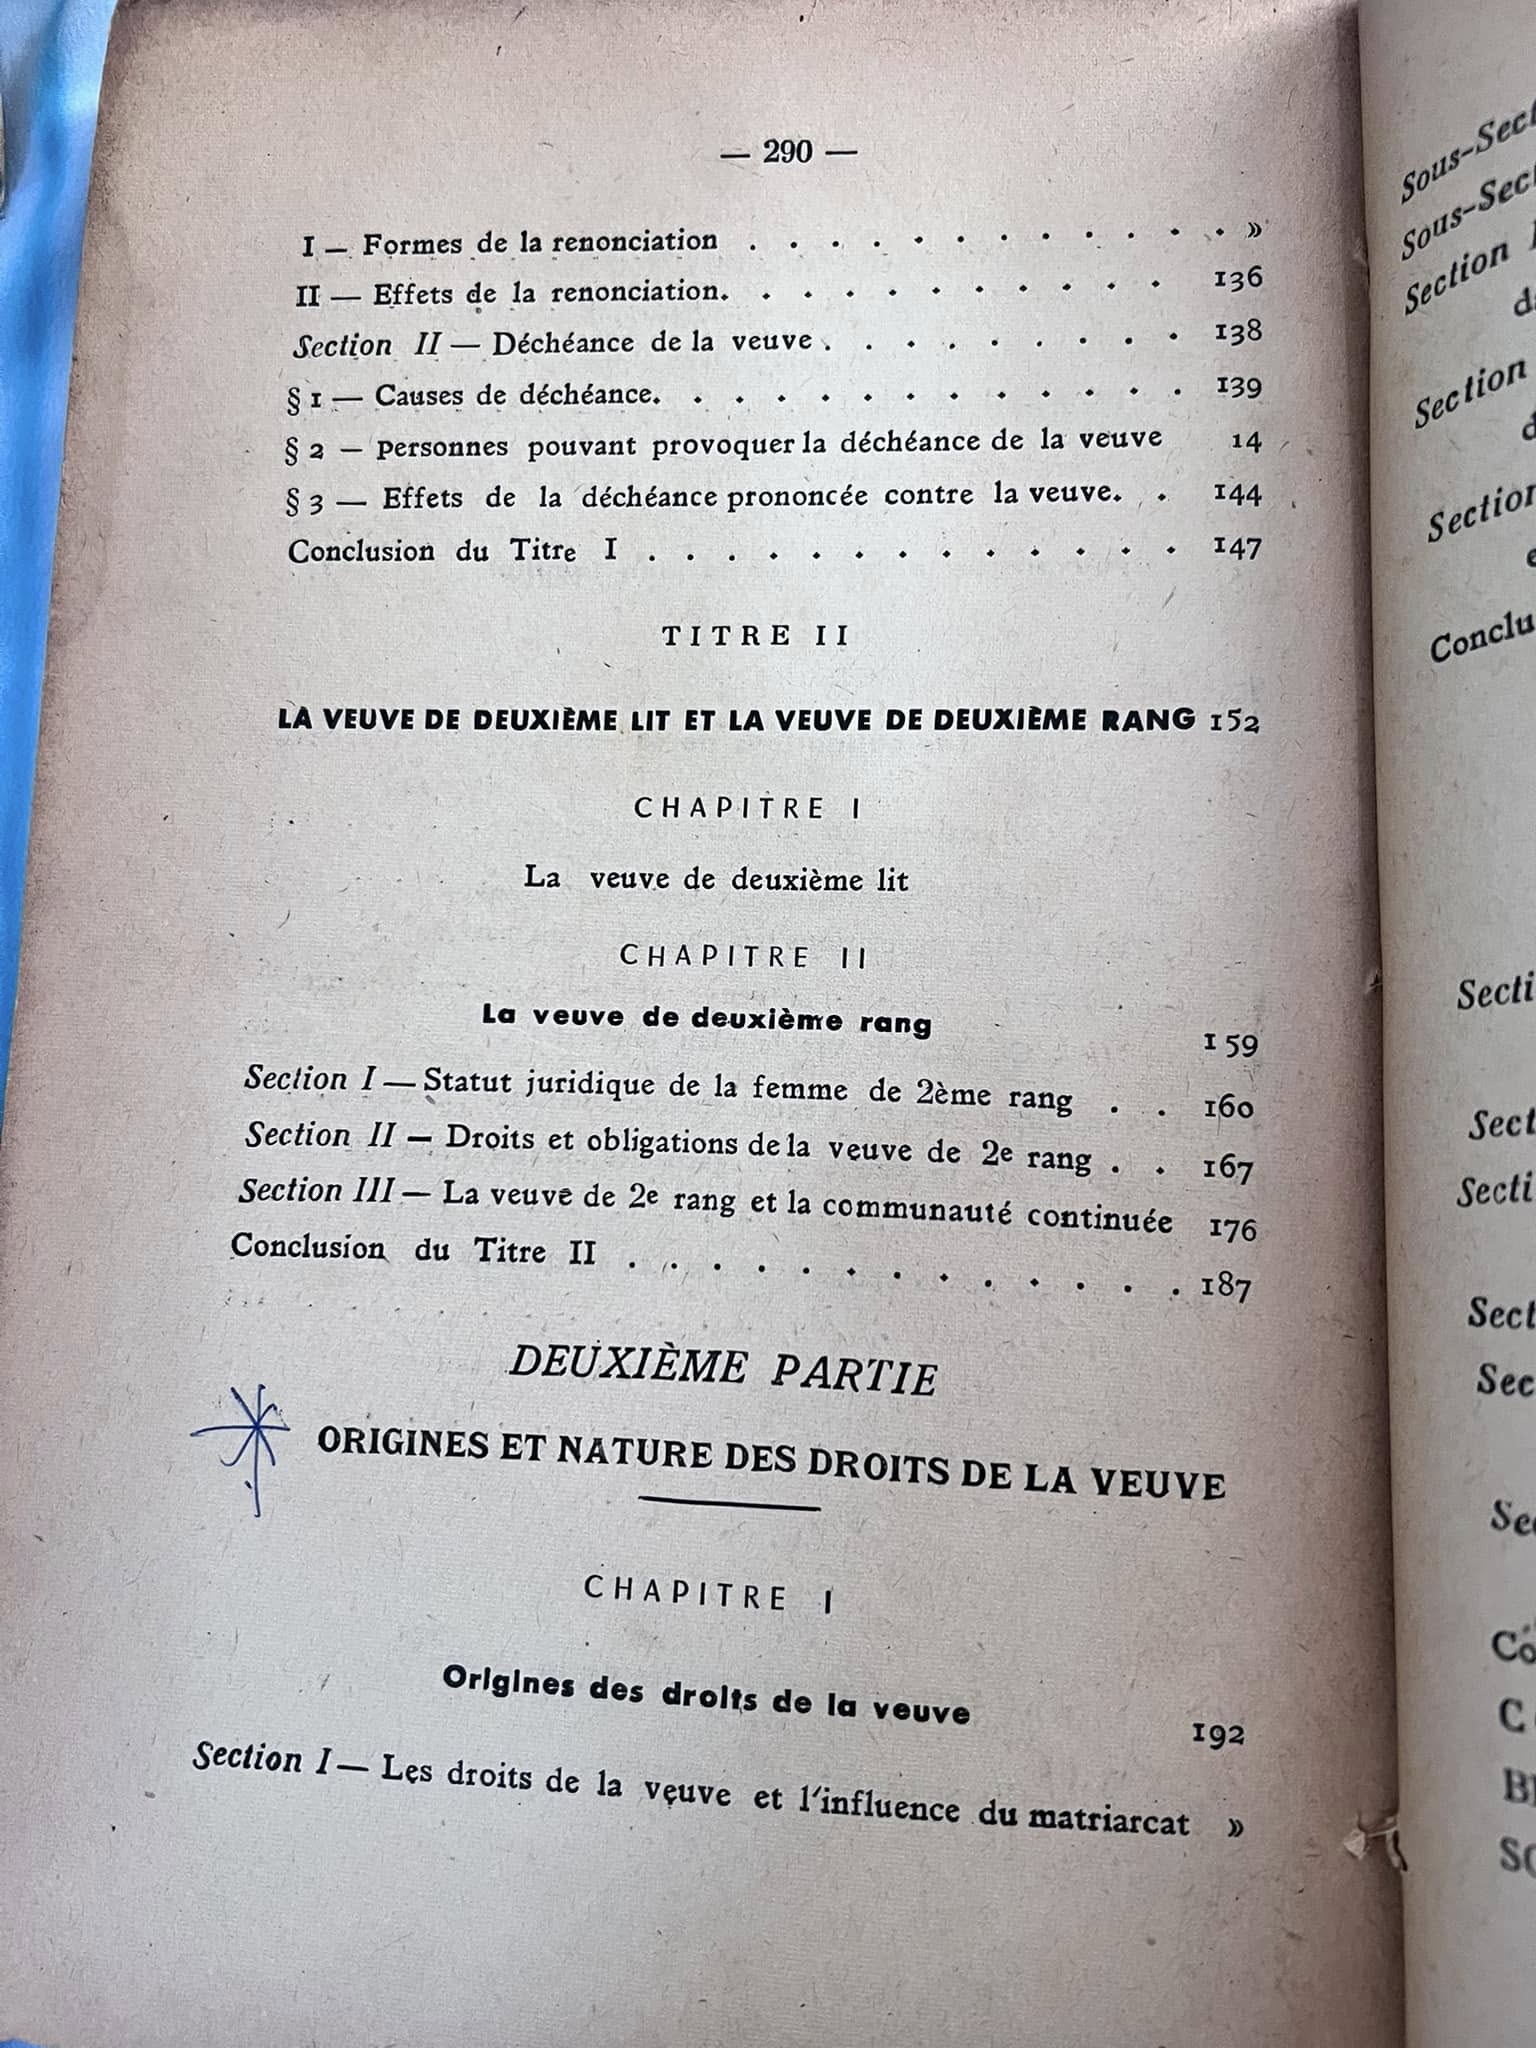 — 290 —
I — Formes de la renonciation . . . . . . . . . . . . »
II — Effets de la renonciation. . . . . . . . . . . 136
Section II — Déchéance de la veuve . . . . . . . . . 138
§ 1 — Causes de déchéance. . . . . . . . . . . . . 139
§ 2 — Personnes pouvant provoquer la déchéance de la veuve 14
§ 3 — Effets de la déchéance prononcée contre la veuve. . 144
Conclusion du Titre I . . . . . . . . . . . . . 147
TITRE II
LA VEUVE DE DEUXIÈME LIT ET LA VEUVE DE DEUXIÈME RANG 152
CHAPITRE I
La veuve de deuxième lit
CHAPITRE II
La veuve de deuxième rang 159
Section I — Statut juridique de la femme de 2ème rang . . 160
Section II — Droits et obligations de la veuve de 2e rang . . 167
Section III — La veuve de 2e rang et la communauté continuée 176
Conclusion du Titre II . . . . . . . . . . . . . 187
DEUXIÈME PARTIE
ORIGINES ET NATURE DES DROITS DE LA VEUVE
CHAPITRE I
Origines des droits de la veuve 192
Section I — Les droits de la veuve et l'influence du matriarcat »
Section
Section
Section